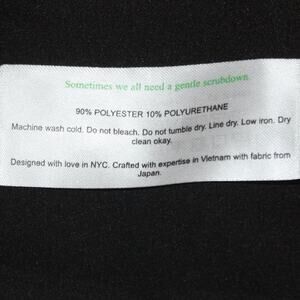 Sometimes we all need a gentle scrubdown.
90% POLYESTER 10% POLYURETHANE
Machine wash cold. Do not bleach. Do not tumble dry. Line dry. Low iron. Dry
clean okay.
Designed with love in NYC. Crafted with expertise in Vietnam with fabric from
Japan.